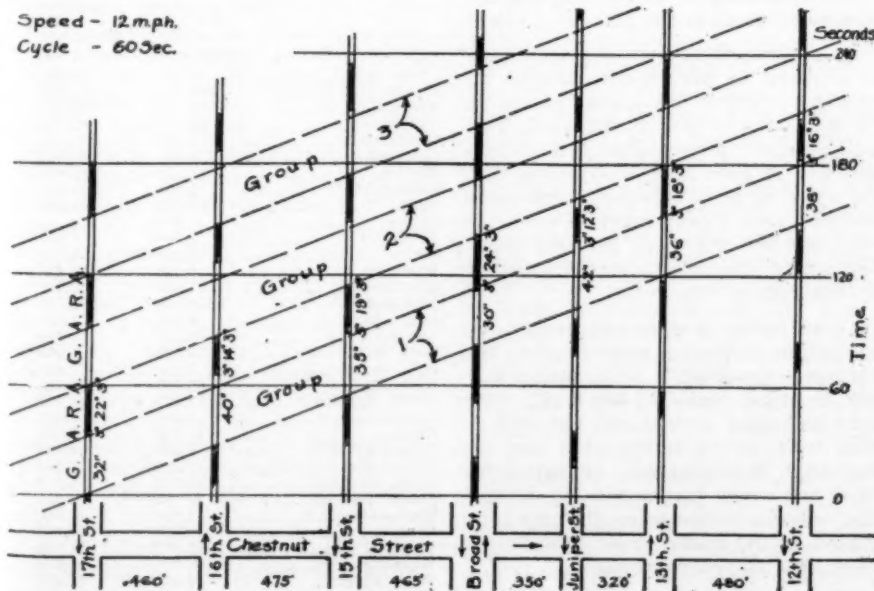 Speed - 12 m.p.h.
Cycle - 60 Sec.
Seconds
240
180
120
60
0
Time
Group 3
Group 2
Group 1
G. A. R. A. G. A. R. A.
32" 3" 22" 3"
40" 3" 14" 3"
35" 3" 19" 3"
30" 3" 24" 3"
42" 3" 12" 3"
36" 3" 18" 3"
38" 3" 16" 3"
17th. St.
16th St.
15th St.
Broad St.
Juniper St.
13th. St.
12th. St.
Chestnut Street
460' 475' 465' 330' 320' 480'